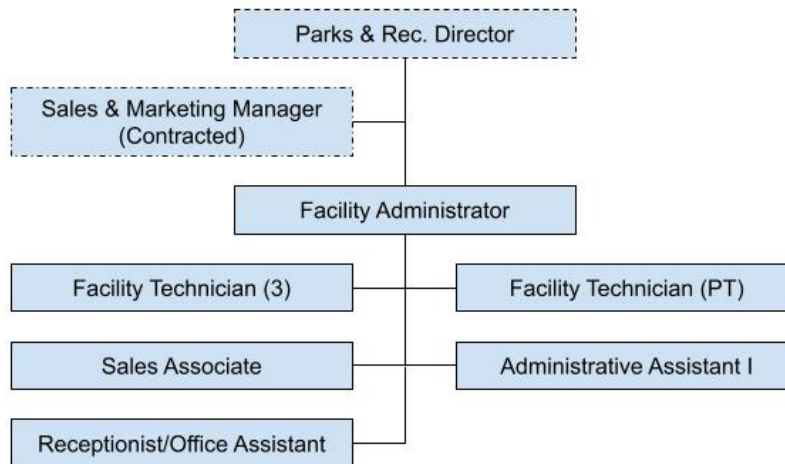 Parks & Rec. Director
Sales & Marketing Manager
(Contracted)
Facility Administrator
Facility Technician (3)
Facility Technician (PT)
Sales Associate
Administrative Assistant I
Receptionist/Office Assistant